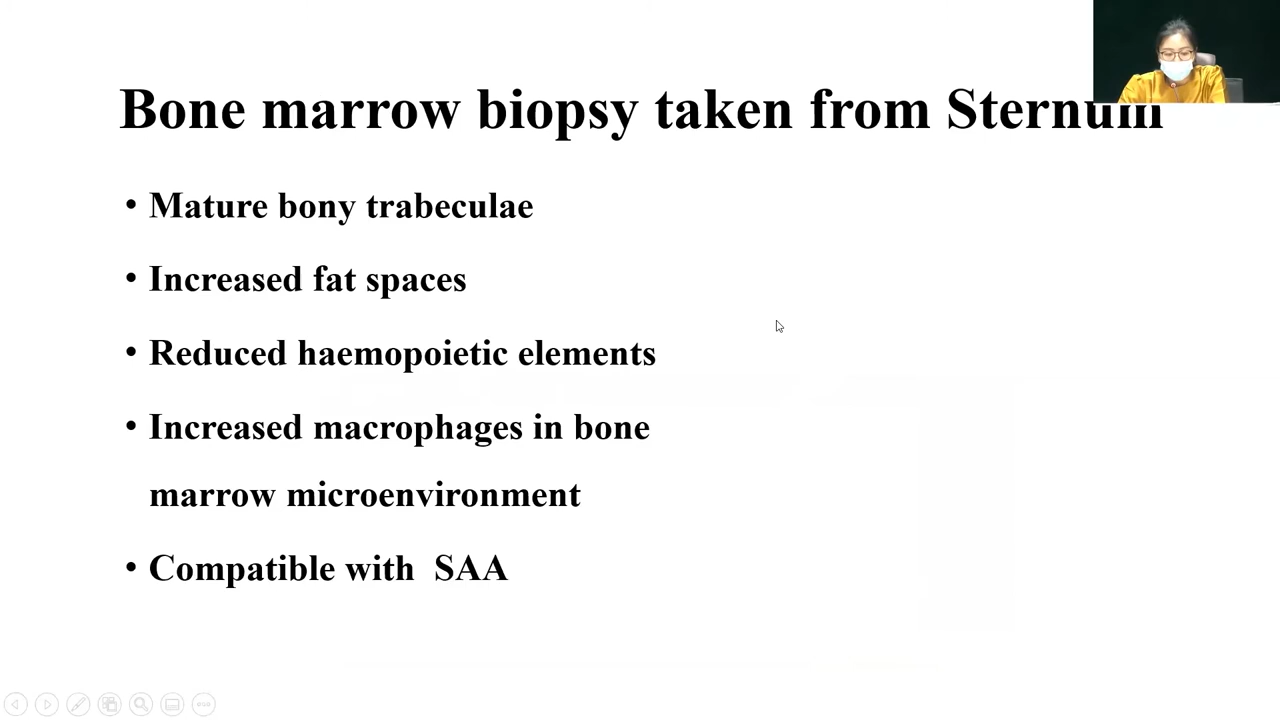 Bone marrow biopsy taken from Sternum
• Mature bony trabeculae
• Increased fat spaces
• Reduced haemopoietic elements
• Increased macrophages in bone
marrow microenvironment
• Compatible with SAA